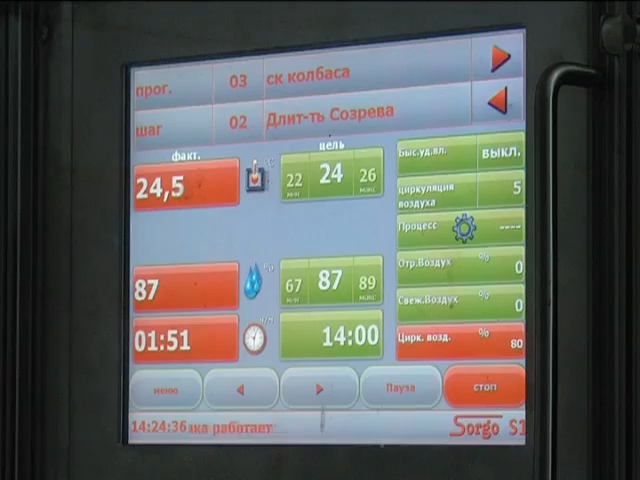 прог. 03 ск колбаса
шаг 02 Длит-ть Созрева
факт. цель
24,5 °C 22 мин 24 26 макс
Быс.уд.вл. ВЫКЛ.
циркуляция воздуха 5
Процесс ----
87 % 67 мин 87 89 макс
Отр.Воздух % 0
Свеж.Воздух % 0
01:51 ч/м 14:00
Цирк. возд. % 80
меню Пауза стоп
14:24:36 ка работает Sorgo S1